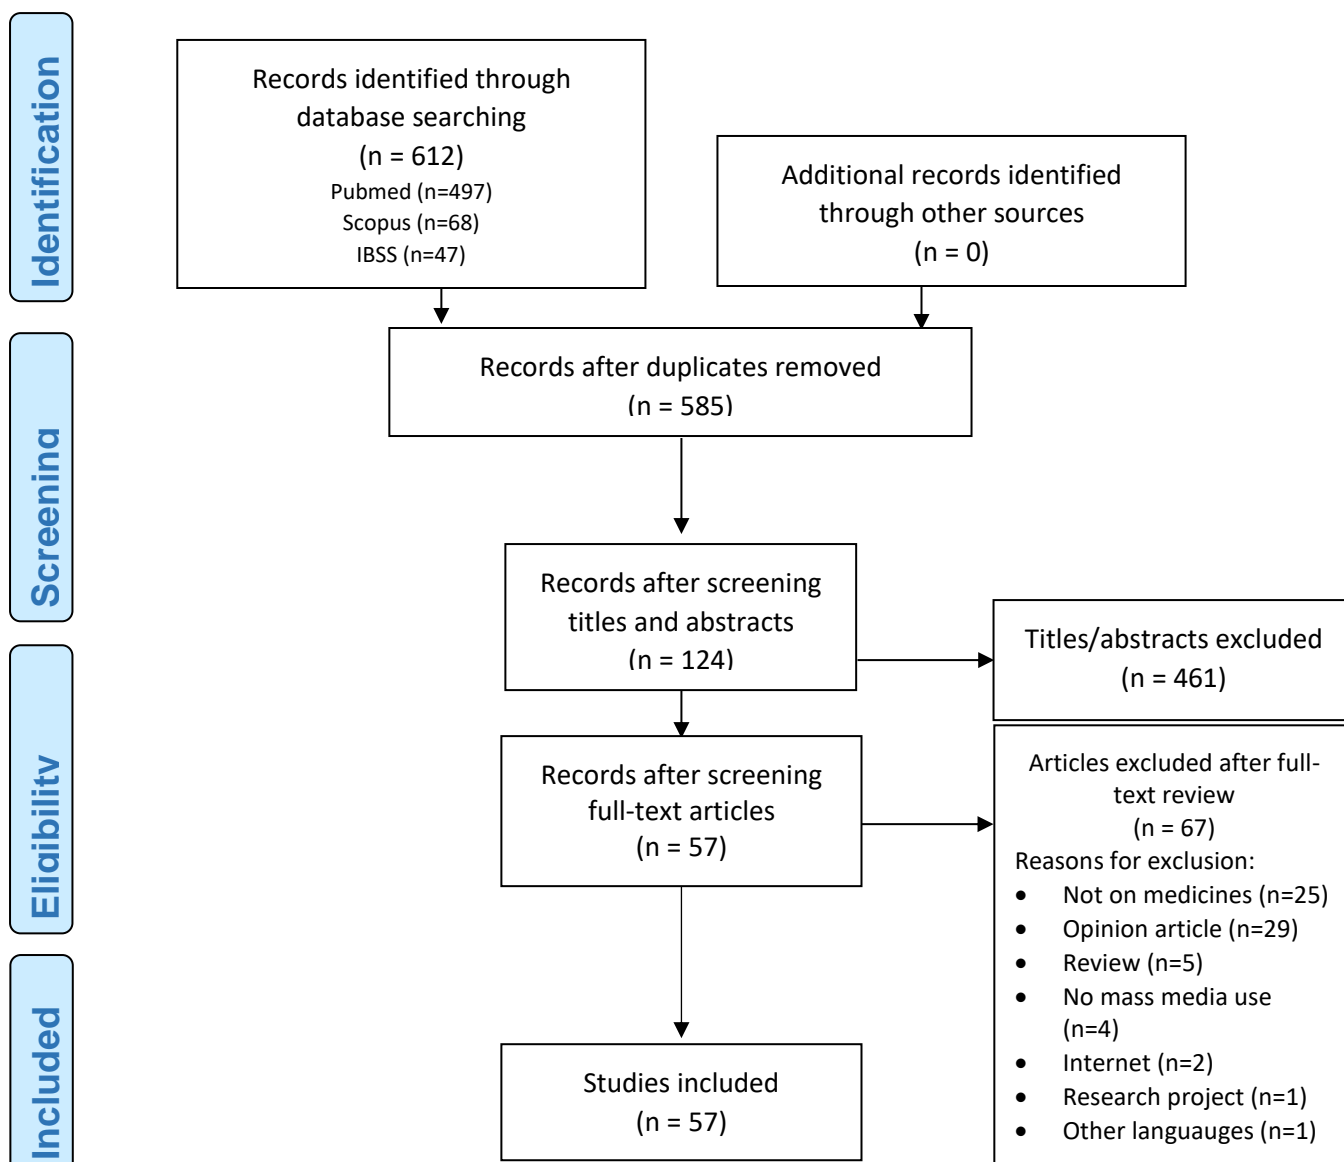 Identification
Records identified through
database searching
(n = 612)
Pubmed (n=497)
Scopus (n=68)
IBSS (n=47)
Additional records identified
through other sources
(n = 0)
Screening
Records after duplicates removed
(n = 585)
Records after screening
titles and abstracts
(n = 124)
Titles/abstracts excluded
(n = 461)
Eligibility
Records after screening
full-text articles
(n = 57)
Articles excluded after full-
text review
(n = 67)
Reasons for exclusion:
• Not on medicines (n=25)
• Opinion article (n=29)
• Review (n=5)
• No mass media use
(n=4)
• Internet (n=2)
• Research project (n=1)
• Other languauges (n=1)
Included
Studies included
(n = 57)